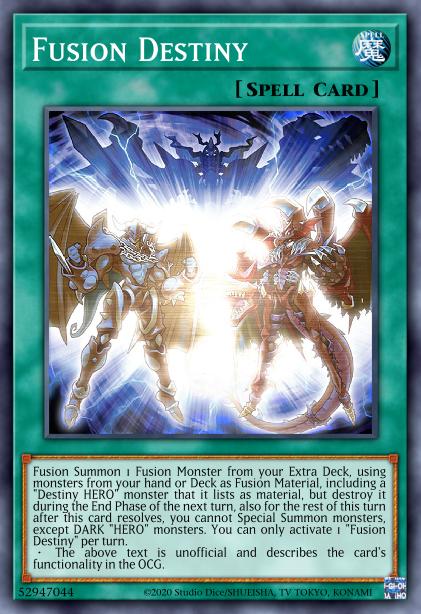 FUSION DESTINY
SPELL
魔
[ SPELL CARD ]
Fusion Summon 1 Fusion Monster from your Extra Deck, using
monsters from your hand or Deck as Fusion Material, including a
"Destiny HERO" monster that it lists as material, but destroy it
during the End Phase of the next turn, also for the rest of this turn
after this card resolves, you cannot Special Summon monsters,
except DARK "HERO" monsters. You can only activate 1 "Fusion
Destiny" per turn.
· The above text is unofficial and describes the card's
functionality in the OCG.
52947044
©2020 Studio Dice/SHUEISHA, TV TOKYO, KONAMI